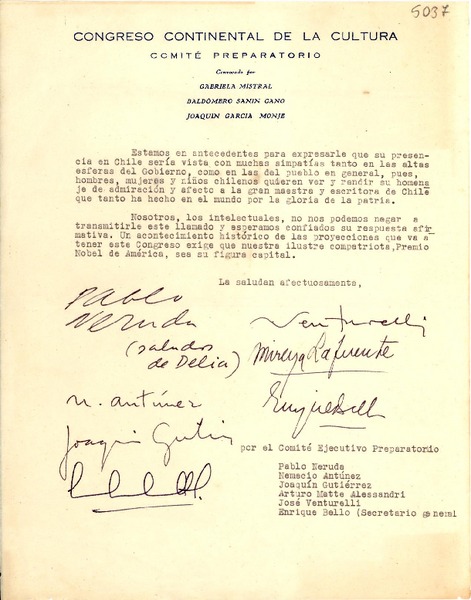 5037
CONGRESO CONTINENTAL DE LA CULTURA
COMITÉ PREPARATORIO
Convocado por
GABRIELA MISTRAL
BALDOMERO SANIN CANO
JOAQUIN GARCIA MONJE
Estamos en antecedentes para expresarle que su presen-
cia en Chile sería vista con muchas simpatías tanto en las altas
esferas del Gobierno, como en las dal pueblo en general, pues,
hombres, mujeres y niños chilenos quieren ver y rendir su homena
je de admiración y afecto a la gran maestra y escritora de Chile
que tanto ha hecho en el mundo por la gloria de la patria.
Nosotros, los intelactuales, no nos podemos negar a
transmitirle este llamado y esperamos confiados su respuesta afir-
mativa. Un acontecimiento histórico de las proyecciones que va a
tener este Congreso exige que nuestra ilustre compatriota,Premio
Nobel de América, sea su figura capital.
La saludan afectuosamente,
Pablo
Neruda
(saludos
de Delia)
Venturelli
Mireya Lafuente
n. antúnez
Enrique Bello
Joaquín Gutiérrez
por el Comité Ejecutivo Preparatorio
Pablo Neruda
Nemecio Antúnez
Joaquín Gutiérrez
Arturo Matte Alessandri
José Venturelli
Enrique Bello (Secretario general